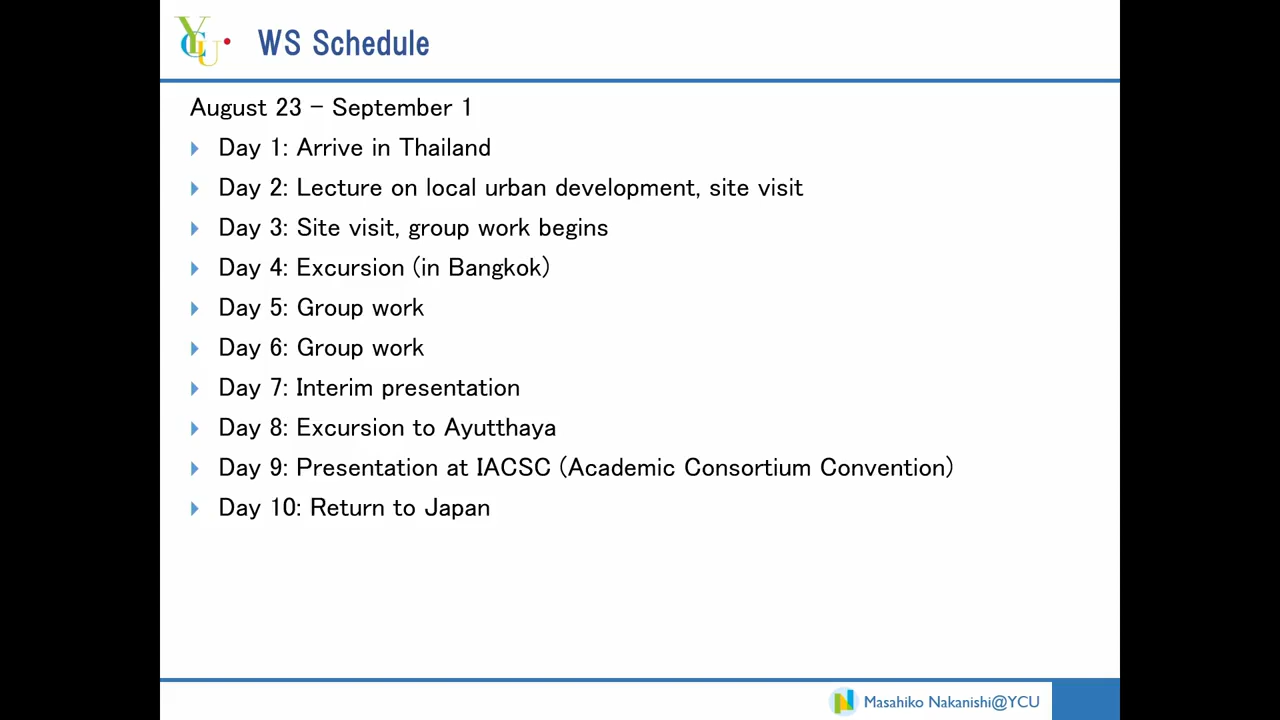 YCU
WS Schedule
August 23 – September 1
Day 1: Arrive in Thailand
Day 2: Lecture on local urban development, site visit
Day 3: Site visit, group work begins
Day 4: Excursion (in Bangkok)
Day 5: Group work
Day 6: Group work
Day 7: Interim presentation
Day 8: Excursion to Ayutthaya
Day 9: Presentation at IACSC (Academic Consortium Convention)
Day 10: Return to Japan
Masahiko Nakanishi@YCU